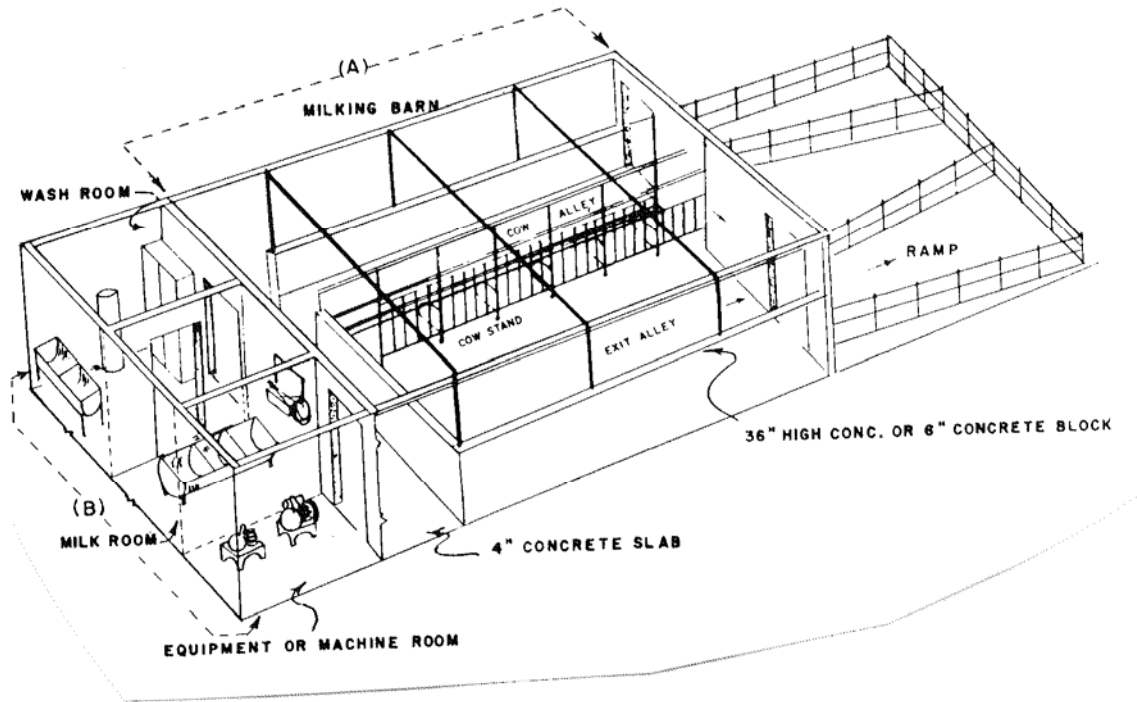 (A)
MILKING BARN
WASH ROOM
COW ALLEY
RAMP
COW STAND
EXIT ALLEY
36" HIGH CONC. OR 6" CONCRETE BLOCK
(B)
MILK ROOM
4" CONCRETE SLAB
EQUIPMENT OR MACHINE ROOM